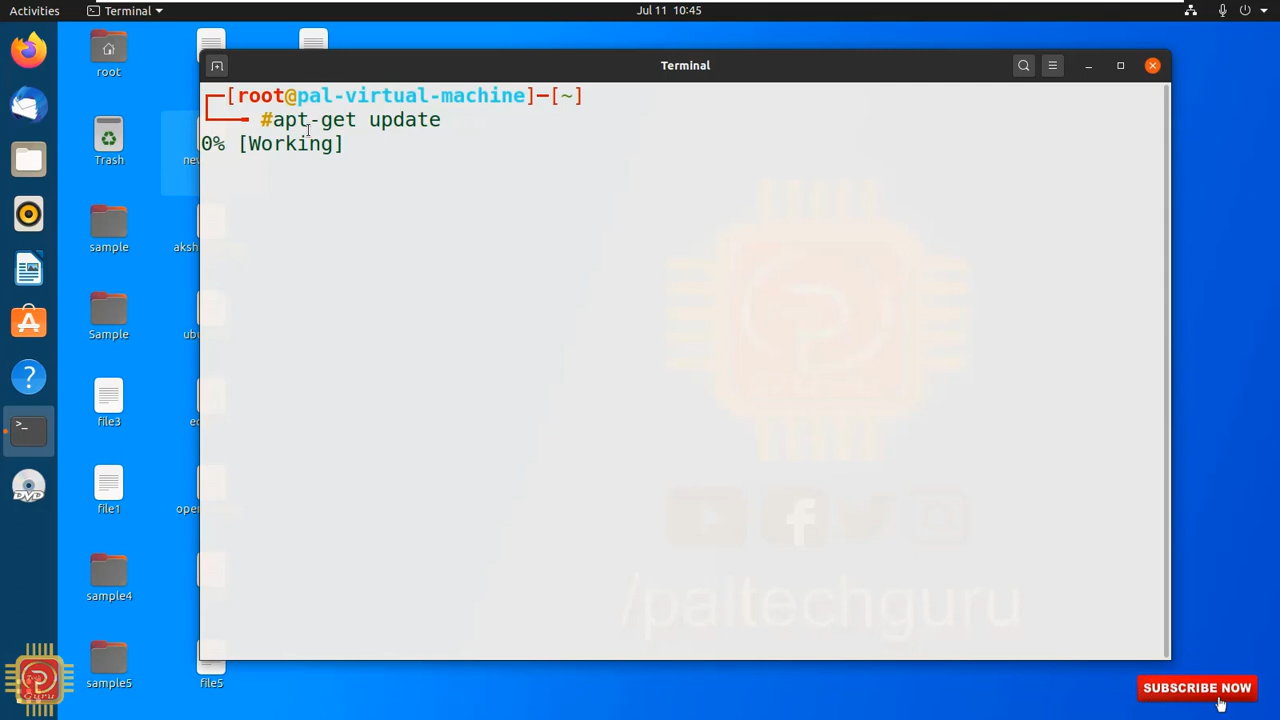 Activities
Terminal
Jul 11 10:45
root
Trash
sample
Sample
file3
file1
sample4
sample5
file5
Terminal
[root@pal-virtual-machine]-[~]
#apt-get update
0% [Working]
/paltechguru
SUBSCRIBE NOW
Guru